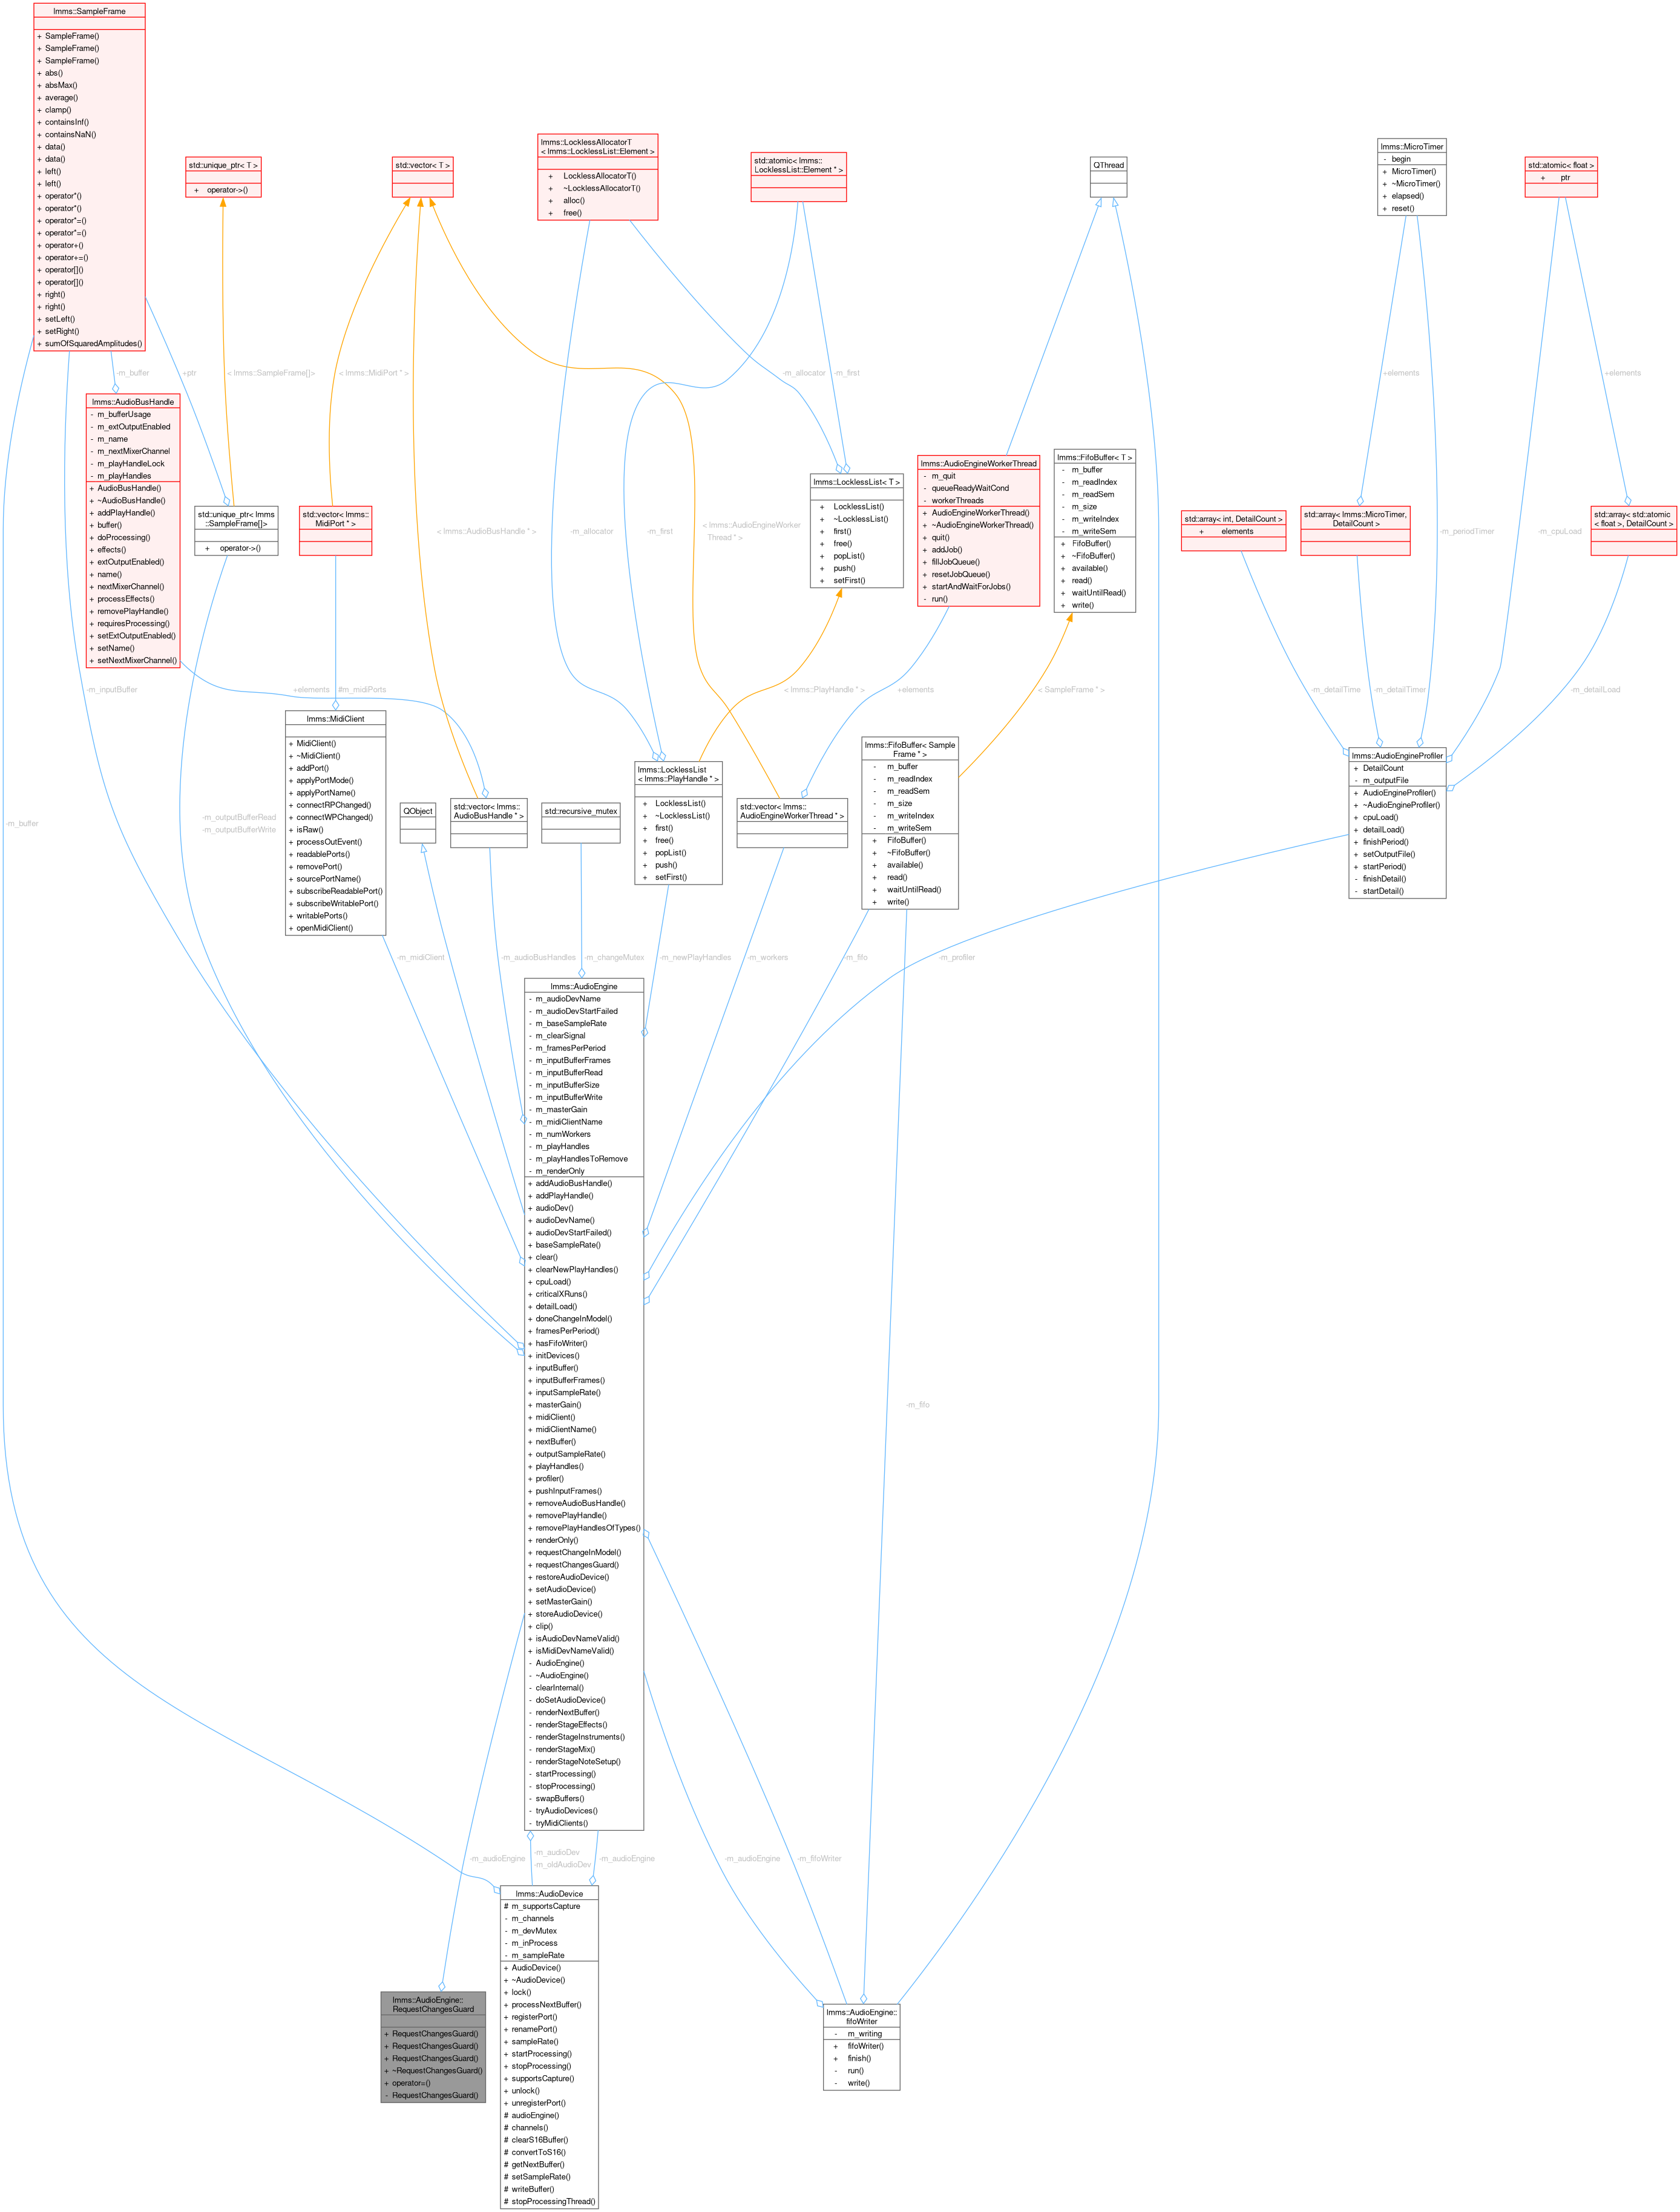 lmms::SampleFrame
+ SampleFrame()
+ SampleFrame()
+ SampleFrame()
+ abs()
+ absMax()
+ average()
+ clamp()
+ containsInf()
+ containsNaN()
+ data()
+ data()
+ left()
+ left()
+ operator*()
+ operator*()
+ operator*=()
+ operator*=()
+ operator+()
+ operator+=()
+ operator[]()
+ operator[]()
+ right()
+ right()
+ setLeft()
+ setRight()
+ sumOfSquaredAmplitudes()
std::unique_ptr< T >
+ operator->()
std::vector< T >
lmms::LocklessAllocatorT
< lmms::LocklessList::Element >
+ LocklessAllocatorT()
+ ~LocklessAllocatorT()
+ alloc()
+ free()
std::atomic< lmms::
LocklessList::Element * >
QThread
lmms::MicroTimer
- begin
+ MicroTimer()
+ ~MicroTimer()
+ elapsed()
+ reset()
std::atomic< float >
+ ptr
-m_buffer
+ptr
< lmms::SampleFrame[]>
< lmms::MidiPort * >
-m_allocator
-m_first
+elements
+elements
lmms::AudioBusHandle
- m_bufferUsage
- m_extOutputEnabled
- m_name
- m_nextMixerChannel
- m_playHandleLock
- m_playHandles
+ AudioBusHandle()
+ ~AudioBusHandle()
+ addPlayHandle()
+ buffer()
+ doProcessing()
+ effects()
+ extOutputEnabled()
+ name()
+ nextMixerChannel()
+ processEffects()
+ removePlayHandle()
+ requiresProcessing()
+ setExtOutputEnabled()
+ setName()
+ setNextMixerChannel()
std::unique_ptr< lmms
::SampleFrame[]>
+ operator->()
std::vector< lmms::
MidiPort * >
< lmms::AudioBusHandle * >
-m_allocator
-m_first
< lmms::AudioEngineWorker
Thread * >
lmms::LocklessList< T >
+ LocklessList()
+ ~LocklessList()
+ first()
+ free()
+ popList()
+ push()
+ setFirst()
lmms::AudioEngineWorkerThread
- m_quit
- queueReadyWaitCond
- workerThreads
+ AudioEngineWorkerThread()
+ ~AudioEngineWorkerThread()
+ quit()
+ addJob()
+ fillJobQueue()
+ resetJobQueue()
+ startAndWaitForJobs()
- run()
lmms::FifoBuffer< T >
- m_buffer
- m_readIndex
- m_readSem
- m_size
- m_writeIndex
- m_writeSem
+ FifoBuffer()
+ ~FifoBuffer()
+ available()
+ read()
+ waitUntilRead()
+ write()
std::array< int, DetailCount >
+ elements
std::array< lmms::MicroTimer,
DetailCount >
-m_periodTimer
-m_cpuLoad
std::array< std::atomic
< float >, DetailCount >
-m_inputBuffer
+elements
#m_midiPorts
< lmms::PlayHandle * >
+elements
< SampleFrame * >
-m_detailTime
-m_detailTimer
-m_detailLoad
-m_buffer
-m_outputBufferRead
-m_outputBufferWrite
lmms::MidiClient
+ MidiClient()
+ ~MidiClient()
+ addPort()
+ applyPortMode()
+ applyPortName()
+ connectRPChanged()
+ connectWPChanged()
+ isRaw()
+ processOutEvent()
+ readablePorts()
+ removePort()
+ sourcePortName()
+ subscribeReadablePort()
+ subscribeWritablePort()
+ writablePorts()
+ openMidiClient()
QObject
std::vector< lmms::
AudioBusHandle * >
std::recursive_mutex
lmms::LocklessList
< lmms::PlayHandle * >
+ LocklessList()
+ ~LocklessList()
+ first()
+ free()
+ popList()
+ push()
+ setFirst()
std::vector< lmms::
AudioEngineWorkerThread * >
lmms::FifoBuffer< Sample
Frame * >
- m_buffer
- m_readIndex
- m_readSem
- m_size
- m_writeIndex
- m_writeSem
+ FifoBuffer()
+ ~FifoBuffer()
+ available()
+ read()
+ waitUntilRead()
+ write()
lmms::AudioEngineProfiler
+ DetailCount
- m_outputFile
+ AudioEngineProfiler()
+ ~AudioEngineProfiler()
+ cpuLoad()
+ detailLoad()
+ finishPeriod()
+ setOutputFile()
+ startPeriod()
- finishDetail()
- startDetail()
-m_midiClient
-m_audioBusHandles
-m_changeMutex
-m_newPlayHandles
-m_workers
-m_fifo
-m_profiler
lmms::AudioEngine
- m_audioDevName
- m_audioDevStartFailed
- m_baseSampleRate
- m_clearSignal
- m_framesPerPeriod
- m_inputBufferFrames
- m_inputBufferRead
- m_inputBufferSize
- m_inputBufferWrite
- m_masterGain
- m_midiClientName
- m_numWorkers
- m_playHandles
- m_playHandlesToRemove
- m_renderOnly
+ addAudioBusHandle()
+ addPlayHandle()
+ audioDev()
+ audioDevName()
+ audioDevStartFailed()
+ baseSampleRate()
+ clear()
+ clearNewPlayHandles()
+ cpuLoad()
+ criticalXRuns()
+ detailLoad()
+ doneChangeInModel()
+ framesPerPeriod()
+ hasFifoWriter()
+ initDevices()
+ inputBuffer()
+ inputBufferFrames()
+ inputSampleRate()
+ masterGain()
+ midiClient()
+ midiClientName()
+ nextBuffer()
+ outputSampleRate()
+ playHandles()
+ profiler()
+ pushInputFrames()
+ removeAudioBusHandle()
+ removePlayHandle()
+ removePlayHandlesOfTypes()
+ renderOnly()
+ requestChangeInModel()
+ requestChangesGuard()
+ restoreAudioDevice()
+ setAudioDevice()
+ setMasterGain()
+ storeAudioDevice()
+ clip()
+ isAudioDevNameValid()
+ isMidiDevNameValid()
- AudioEngine()
- ~AudioEngine()
- clearInternal()
- doSetAudioDevice()
- renderNextBuffer()
- renderStageEffects()
- renderStageInstruments()
- renderStageMix()
- renderStageNoteSetup()
- startProcessing()
- stopProcessing()
- swapBuffers()
- tryAudioDevices()
- tryMidiClients()
-m_fifo
-m_audioEngine
-m_audioDev
-m_oldAudioDev
-m_audioEngine
-m_audioEngine
-m_fifoWriter
lmms::AudioDevice
# m_supportsCapture
- m_channels
- m_devMutex
- m_inProcess
- m_sampleRate
+ AudioDevice()
+ ~AudioDevice()
+ lock()
+ processNextBuffer()
+ registerPort()
+ renamePort()
+ sampleRate()
+ startProcessing()
+ stopProcessing()
+ supportsCapture()
+ unlock()
+ unregisterPort()
# audioEngine()
# channels()
# clearS16Buffer()
# convertToS16()
# getNextBuffer()
# setSampleRate()
# writeBuffer()
# stopProcessingThread()
lmms::AudioEngine::
RequestChangesGuard
+ RequestChangesGuard()
+ RequestChangesGuard()
+ RequestChangesGuard()
+ ~RequestChangesGuard()
+ operator=()
- RequestChangesGuard()
lmms::AudioEngine::
fifoWriter
- m_writing
+ fifoWriter()
+ finish()
- run()
- write()